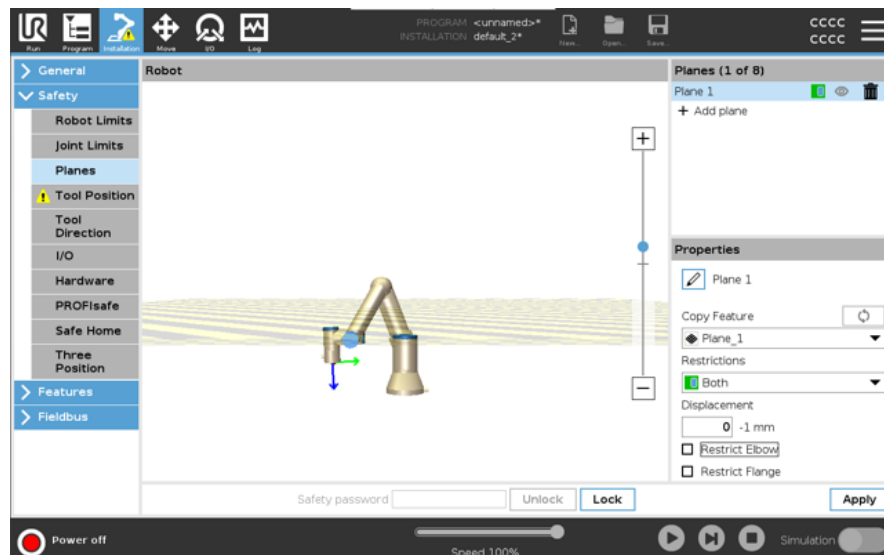 PROGRAM <unnamed>*
INSTALLATION default_2*
UR
Run
Program
Installation
Move
I/O
Log
New...
Open...
Save...
CCCC
CCCC
General
Safety
Robot Limits
Joint Limits
Planes
Tool Position
Tool
Direction
I/O
Hardware
PROFIsafe
Safe Home
Three
Position
Features
Fieldbus
Robot
Planes (1 of 8)
Plane 1
+ Add plane
Properties
Plane 1
Copy Feature
Plane_1
Restrictions
Both
Displacement
0 -1 mm
Restrict Elbow
Restrict Flange
Safety password
Unlock
Lock
Apply
Power off
Speed 100%
Simulation